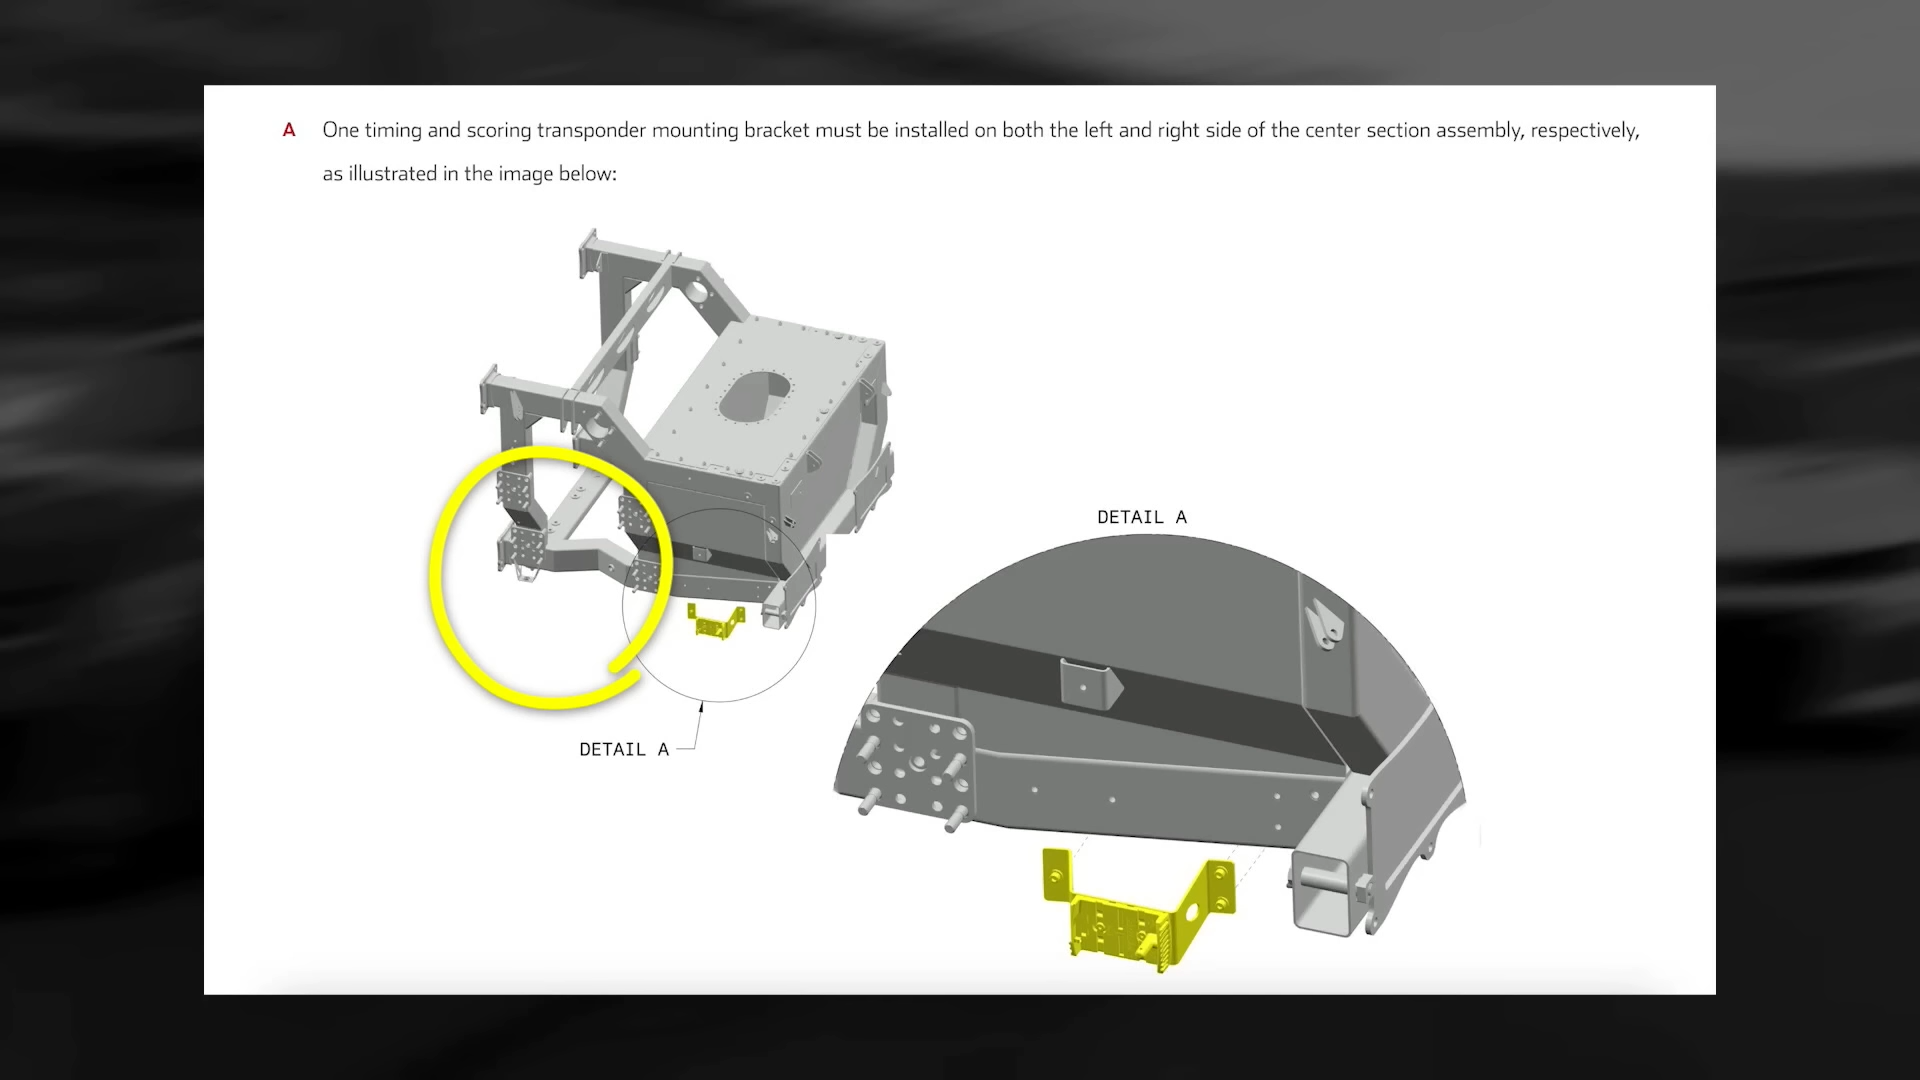 A One timing and scoring transponder mounting bracket must be installed on both the left and right side of the center section assembly, respectively,
as illustrated in the image below:
DETAIL A
DETAIL A